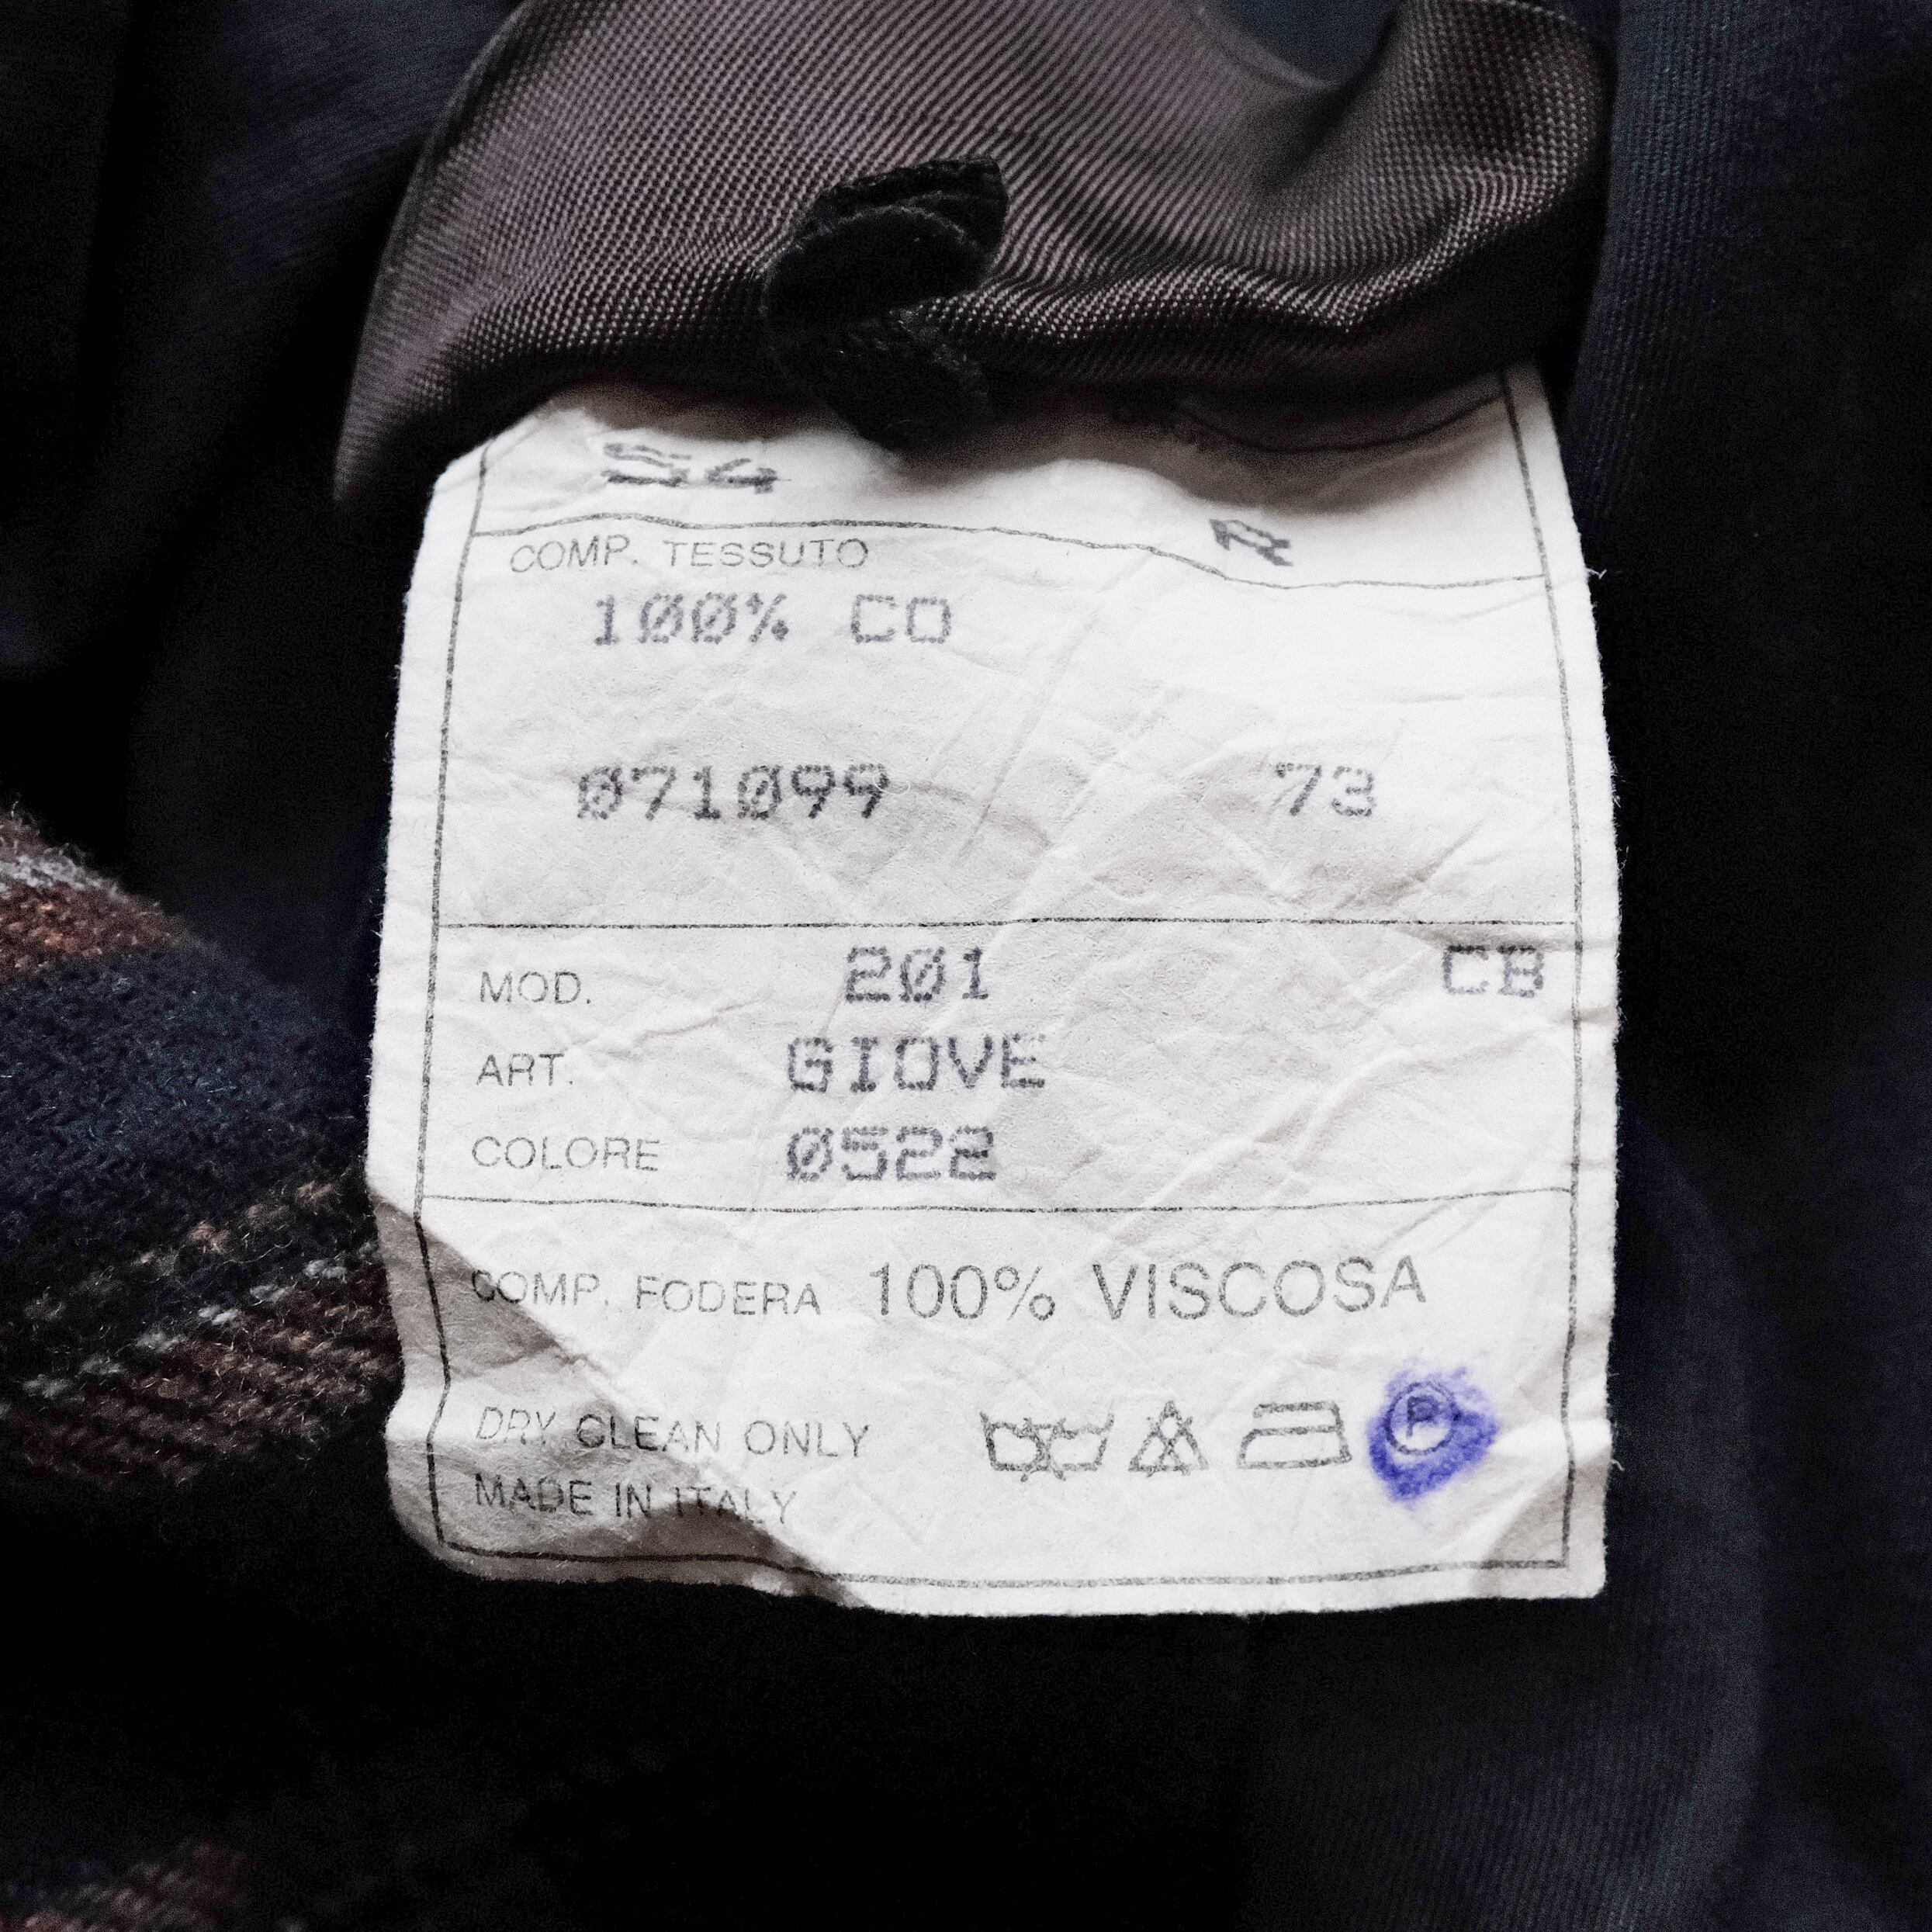 54 R
COMP. TESSUTO
100% CO
071099 73
MOD. 201 CB
ART. GIOVE
COLORE 0522
COMP. FODERA 100% VISCOSA
DRY CLEAN ONLY
P
MADE IN ITALY